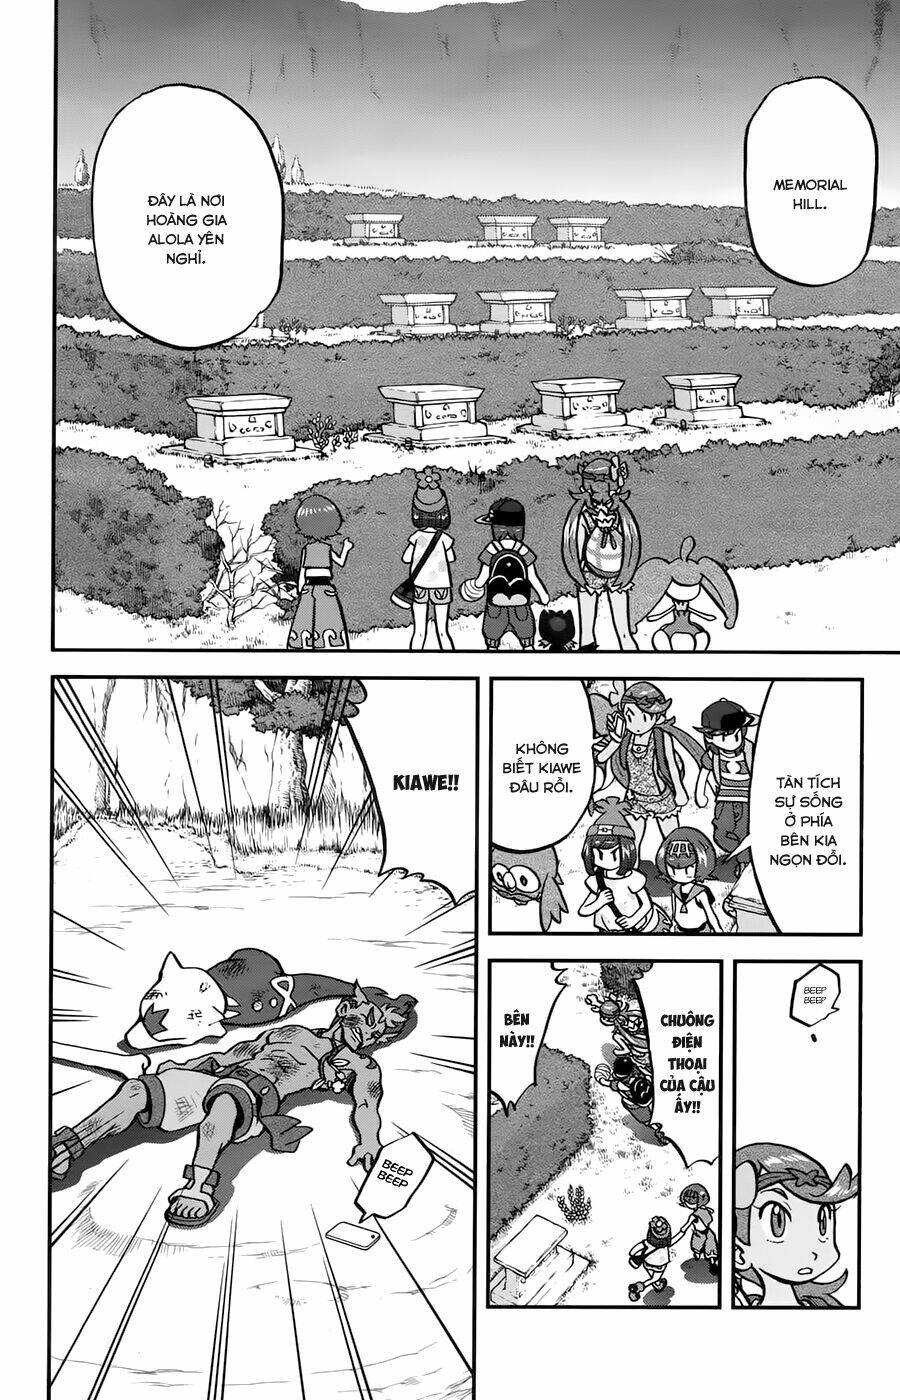 MEMORIAL
HILL.
ĐÂY LÀ NƠI
HOÀNG GIA
ALOLA YÊN
NGHỈ.
TÀN TÍCH
SỰ SỐNG
Ở PHÍA
BÊN KIA
NGỌN ĐỒI.
KHÔNG
BIẾT KIAWE
ĐÂU RỒI.
BEEP
BEEP
CHUÔNG
ĐIỆN
THOẠI
CỦA CẬU
ẤY!!
BÊN
NÀY!!
KIAWE!!
BEEP
BEEP